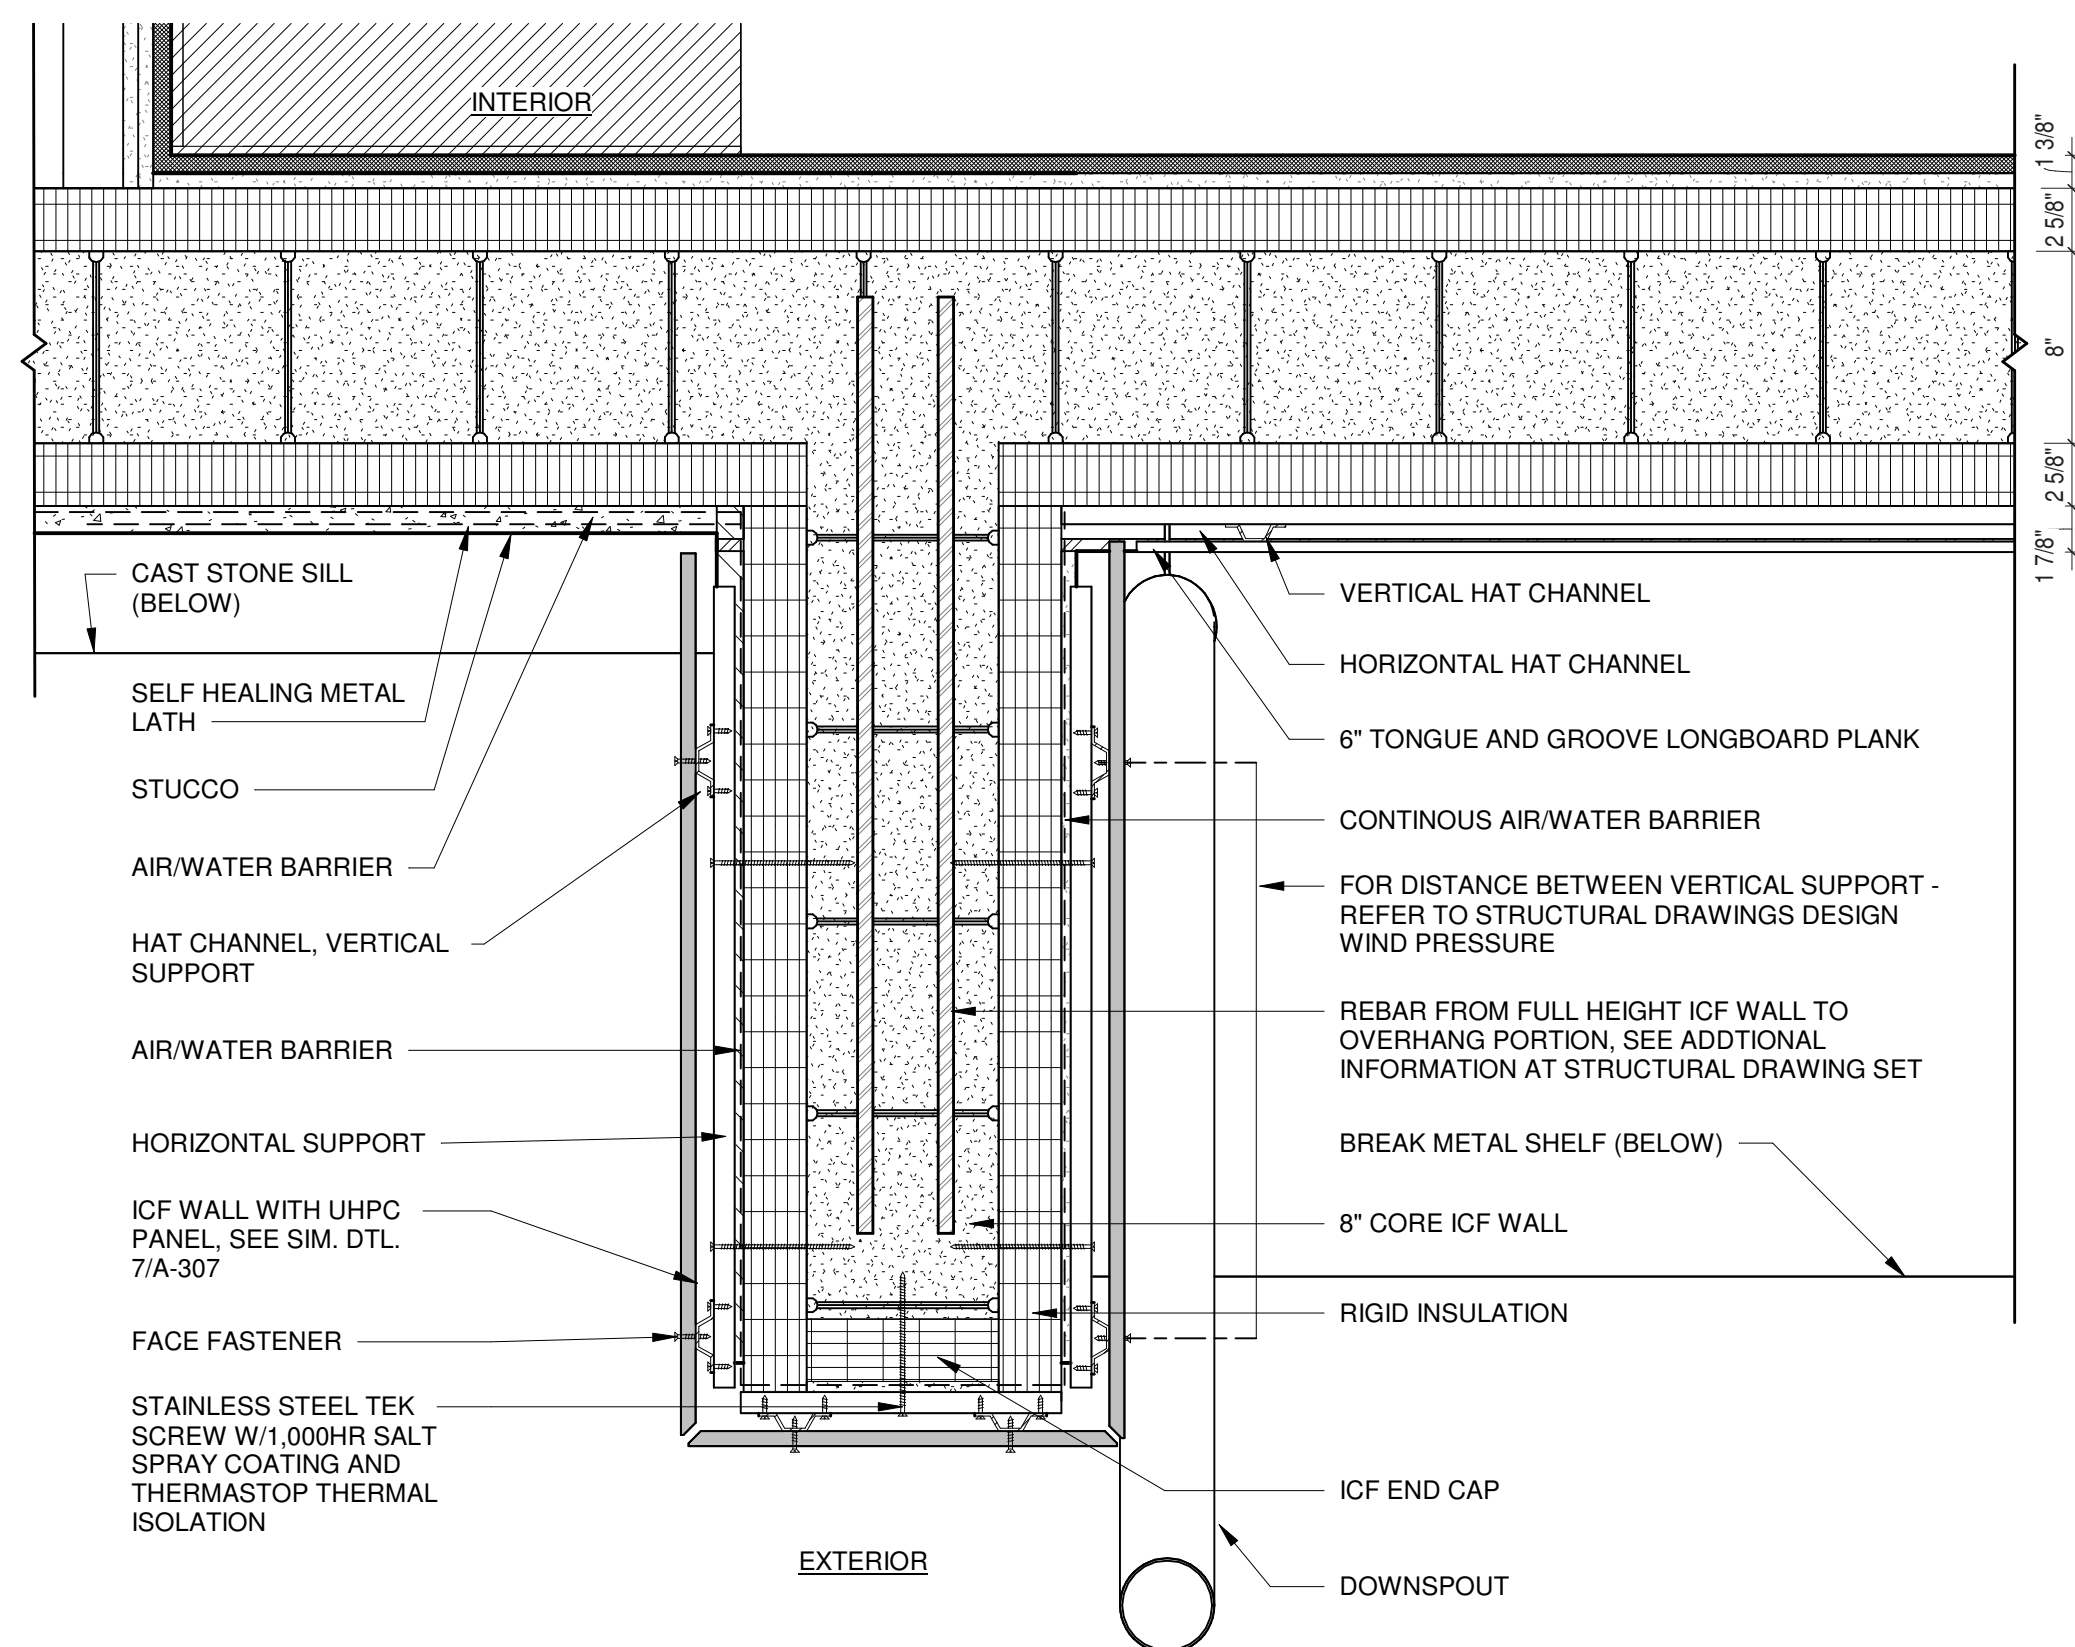 INTERIOR
1 3/8"
2 5/8"
8"
2 5/8"
1 7/8"
CAST STONE SILL
(BELOW)
SELF HEALING METAL
LATH
STUCCO
AIR/WATER BARRIER
HAT CHANNEL, VERTICAL
SUPPORT
AIR/WATER BARRIER
HORIZONTAL SUPPORT
ICF WALL WITH UHPC
PANEL, SEE SIM. DTL.
7/A-307
FACE FASTENER
STAINLESS STEEL TEK
SCREW W/1,000HR SALT
SPRAY COATING AND
THERMASTOP THERMAL
ISOLATION
VERTICAL HAT CHANNEL
HORIZONTAL HAT CHANNEL
6" TONGUE AND GROOVE LONGBOARD PLANK
CONTINOUS AIR/WATER BARRIER
FOR DISTANCE BETWEEN VERTICAL SUPPORT -
REFER TO STRUCTURAL DRAWINGS DESIGN
WIND PRESSURE
REBAR FROM FULL HEIGHT ICF WALL TO
OVERHANG PORTION, SEE ADDTIONAL
INFORMATION AT STRUCTURAL DRAWING SET
BREAK METAL SHELF (BELOW)
8" CORE ICF WALL
RIGID INSULATION
ICF END CAP
DOWNSPOUT
EXTERIOR